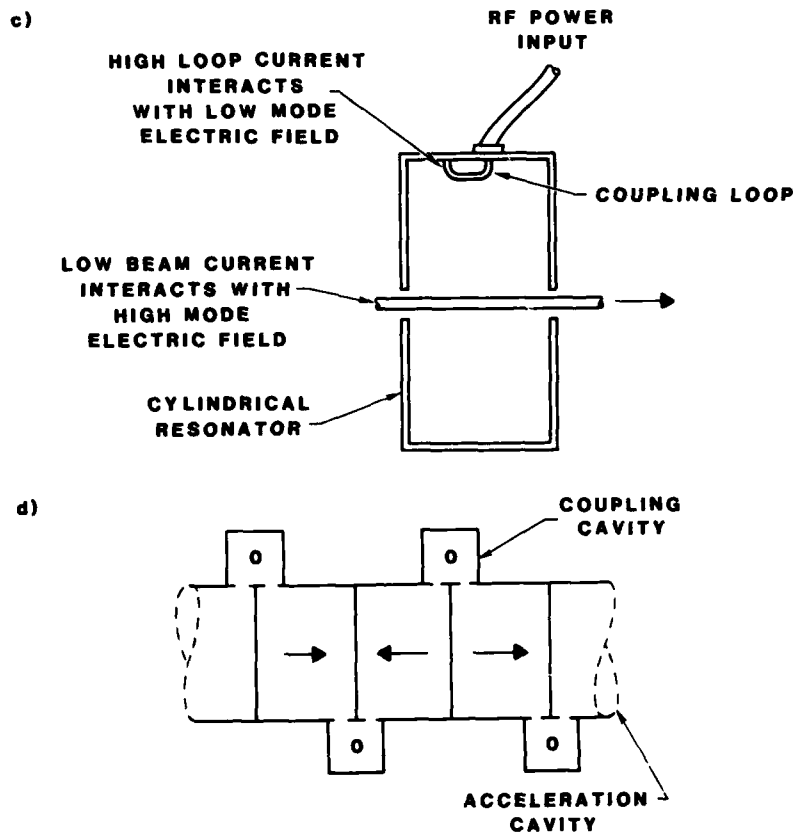 c)
RF POWER
INPUT
HIGH LOOP CURRENT
INTERACTS
WITH LOW MODE
ELECTRIC FIELD
COUPLING LOOP
LOW BEAM CURRENT
INTERACTS WITH
HIGH MODE
ELECTRIC FIELD
CYLINDRICAL
RESONATOR
d)
COUPLING
CAVITY
O
O
O
O
ACCELERATION
CAVITY